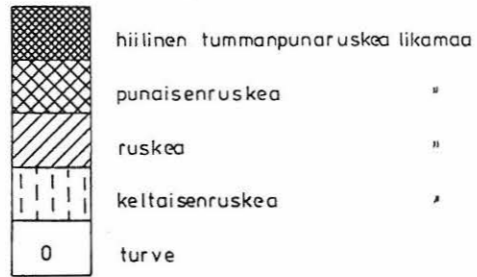 hiilinen tummanpunaruskea likamaa
punaisenruskea "
ruskea "
keltaisenruskea "
0 turve